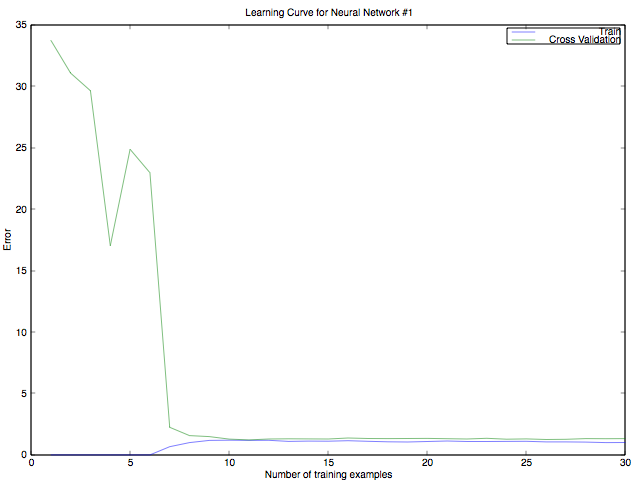 Learning Curve for Neural Network #1
Train
Cross Validation
35
30
25
20
15
10
5
0
Error
0 5 10 15 20 25 30
Number of training examples